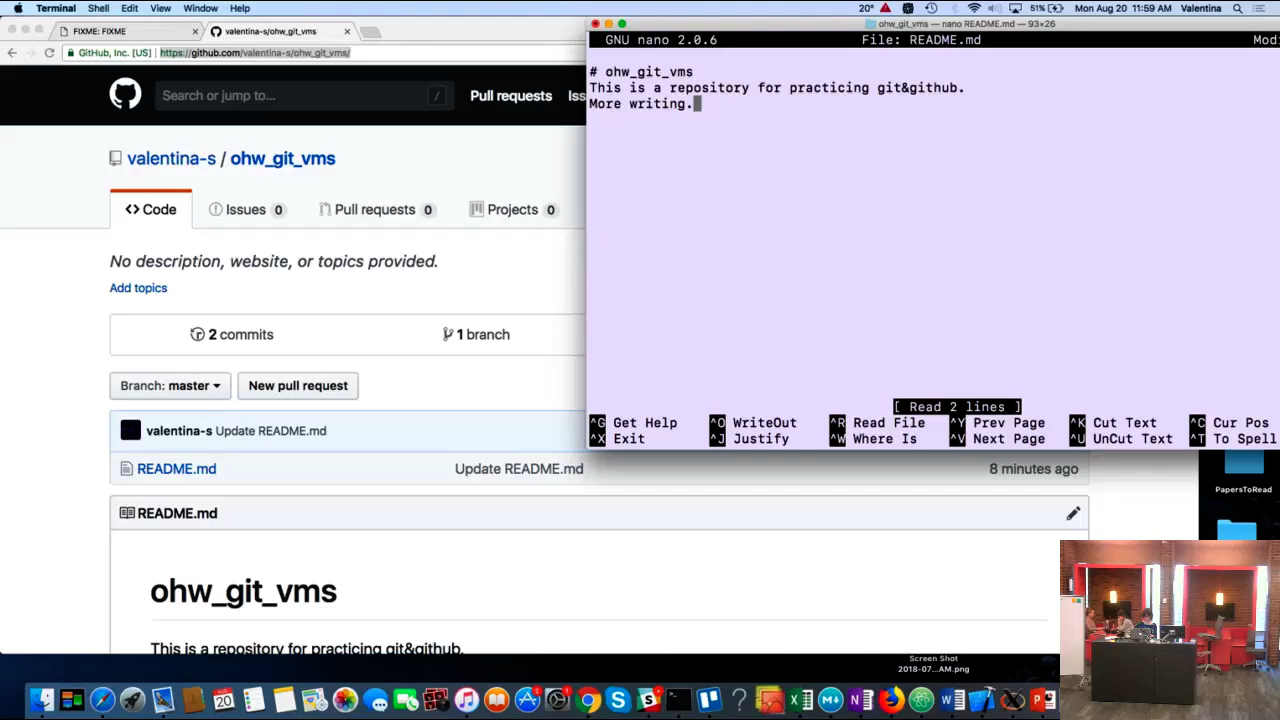 Terminal Shell Edit View Window Help
20° 51% Mon Aug 20 11:59 AM Valentina
FIXME: FIXME
valentina-s/ohw_git_vms
GitHub, Inc. [US] https://github.com/valentina-s/ohw_git_vms/
Search or jump to... /
Pull requests Iss
valentina-s / ohw_git_vms
Code
Issues 0
Pull requests 0
Projects 0
No description, website, or topics provided.
Add topics
2 commits
1 branch
Branch: master
New pull request
valentina-s Update README.md
README.md Update README.md 8 minutes ago
README.md
ohw_git_vms
This is a repository for practicing git&github.
ohw_git_vms — nano README.md — 93×26
GNU nano 2.0.6 File: README.md Mod
# ohw_git_vms
This is a repository for practicing git&github.
More writing.
[ Read 2 lines ]
^G Get Help ^O WriteOut ^R Read File ^Y Prev Page ^K Cut Text ^C Cur Pos
^X Exit ^J Justify ^W Where Is ^V Next Page ^U UnCut Text ^T To Spell
PapersToRead
Screen Shot
2018-07...AM.png